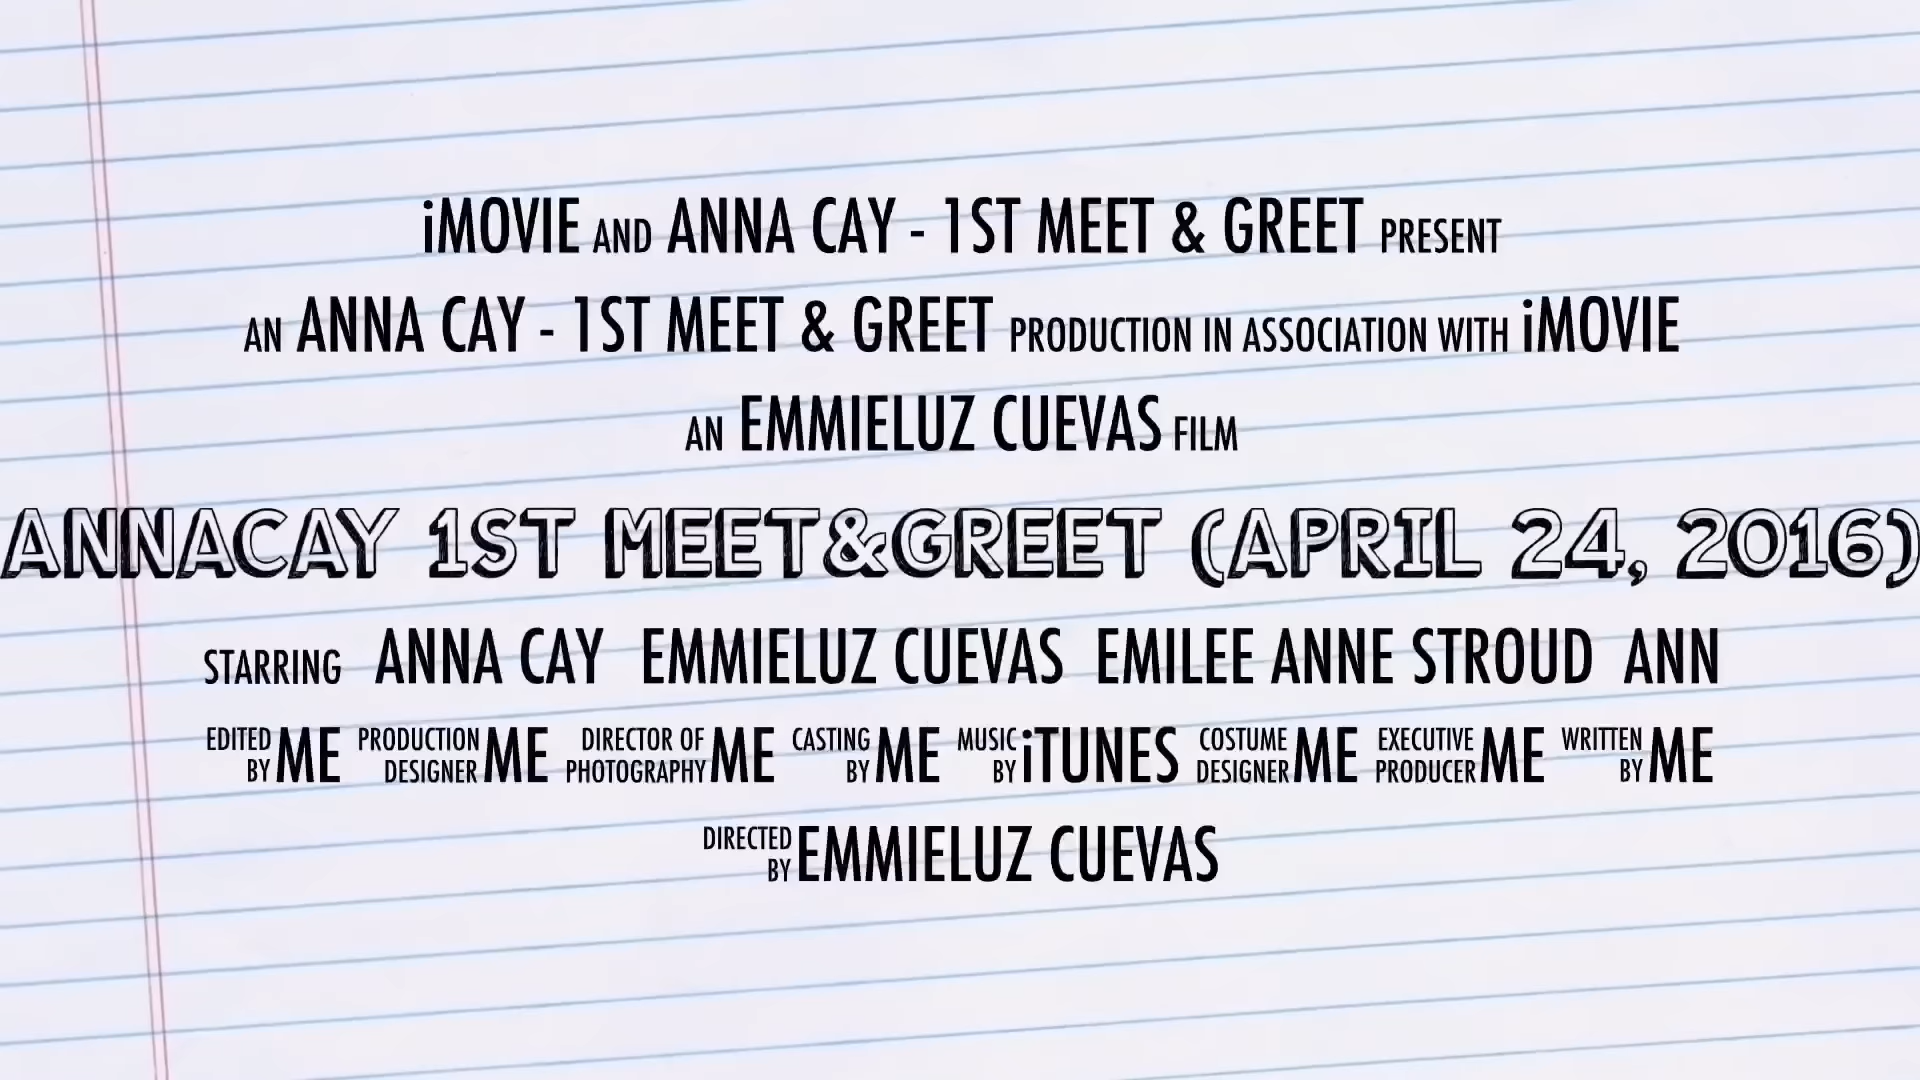 iMOVIE AND ANNA CAY - 1ST MEET & GREET PRESENT
AN ANNA CAY - 1ST MEET & GREET PRODUCTION IN ASSOCIATION WITH iMOVIE
AN EMMIELUZ CUEVAS FILM
ANNACAY 1ST MEET&GREET (APRIL 24, 2016)
STARRING ANNA CAY EMMIELUZ CUEVAS EMILEE ANNE STROUD ANN
EDITED BY ME PRODUCTION DESIGNER ME DIRECTOR OF PHOTOGRAPHY ME CASTING BY ME MUSIC BY iTUNES COSTUME DESIGNER ME EXECUTIVE PRODUCER ME WRITTEN BY ME
DIRECTED BY EMMIELUZ CUEVAS